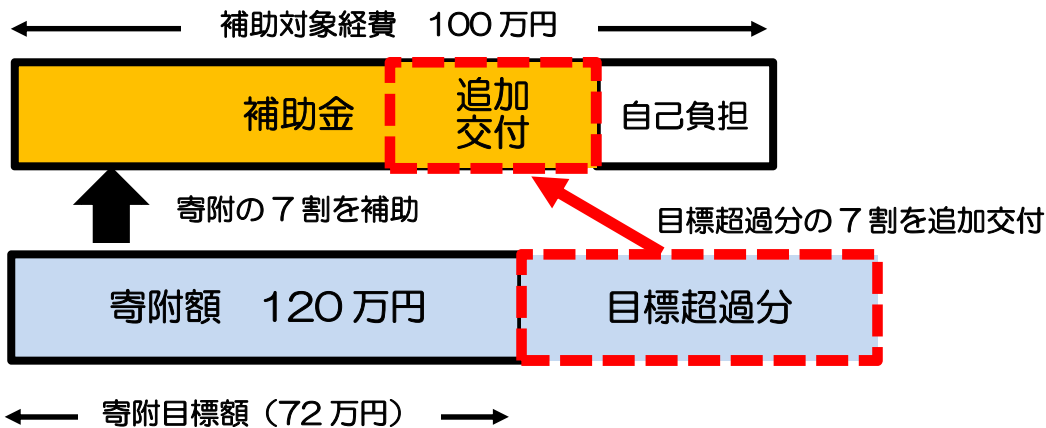 補助対象経費　100万円
補助金
追加
交付
自己負担
寄附の7割を補助
目標超過分の7割を追加交付
寄附額　120万円
目標超過分
寄附目標額（72万円）